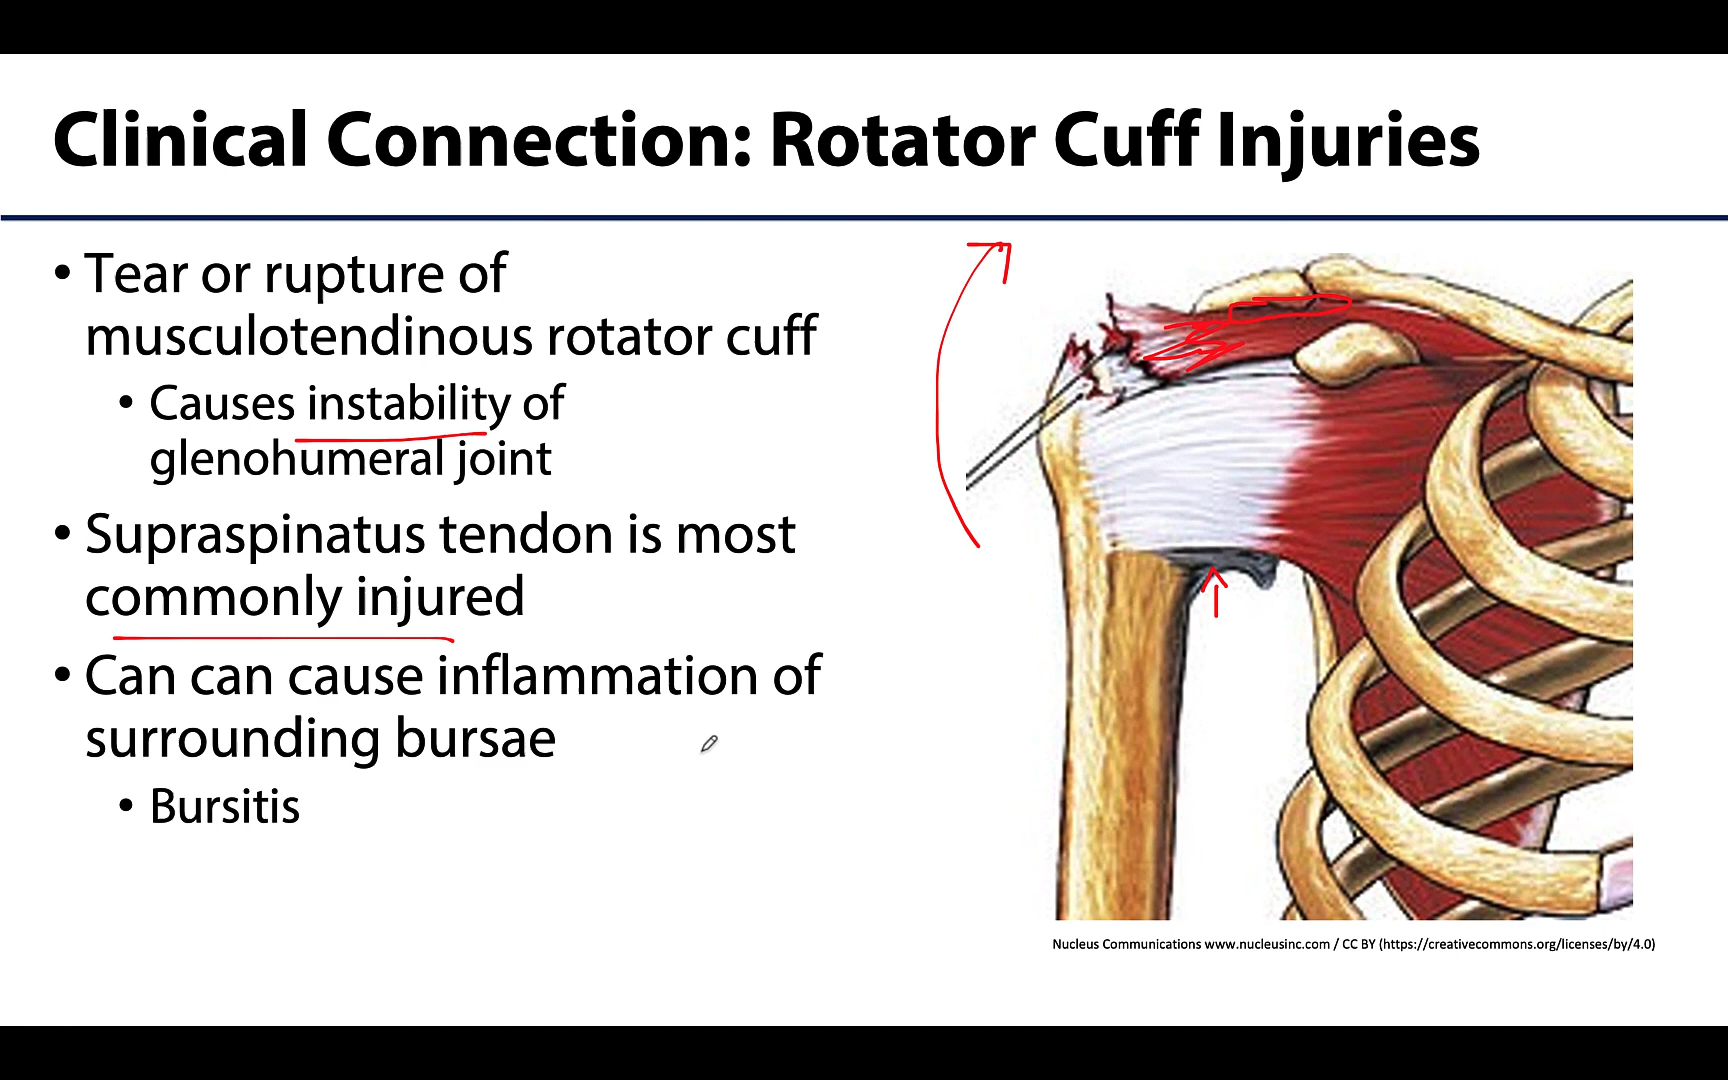 Clinical Connection: Rotator Cuff Injuries
• Tear or rupture of
musculotendinous rotator cuff
• Causes instability of
glenohumeral joint
• Supraspinatus tendon is most
commonly injured
• Can can cause inflammation of
surrounding bursae
• Bursitis
Nucleus Communications www.nucleusinc.com / CC BY (https://creativecommons.org/licenses/by/4.0)